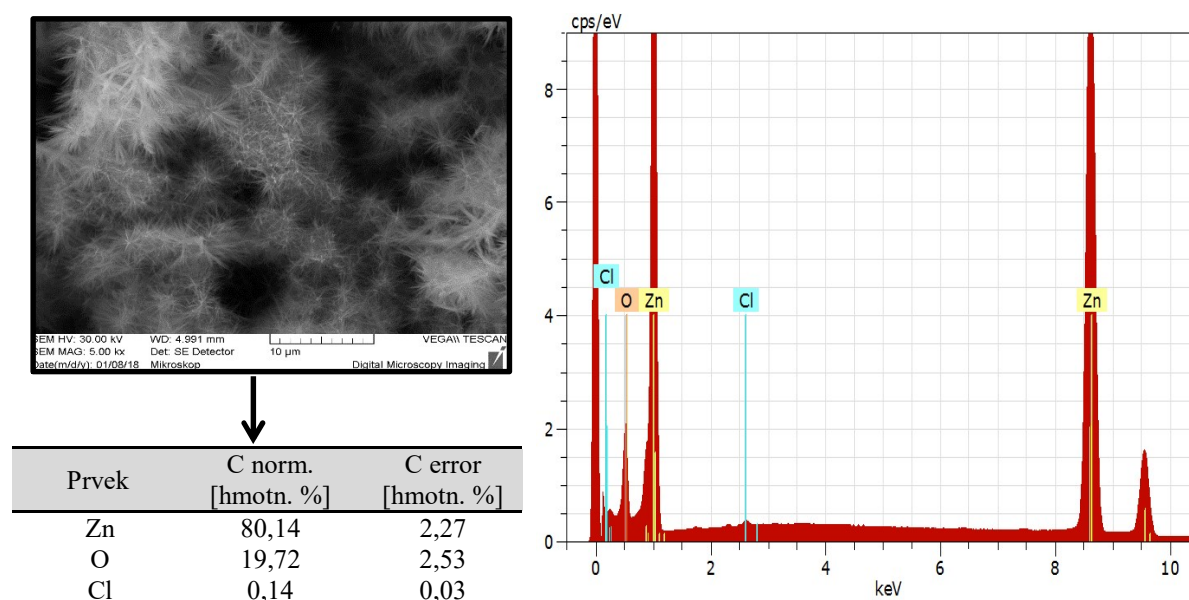 SEM HV: 30.00 kV WD: 4.991 mm VEGA\\ TESCAN
SEM MAG: 5.00 kx Det: SE Detector 10 µm
Date(m/d/y): 01/08/18 Mikroskop Digital Microscopy Imaging
Prvek C norm. C error
[hmotn. %] [hmotn. %]
Zn 80,14 2,27
O 19,72 2,53
Cl 0,14 0,03
cps/eV
8
6
Cl
O Zn Cl Zn
4
2
0
0 2 4 6 8 10
keV